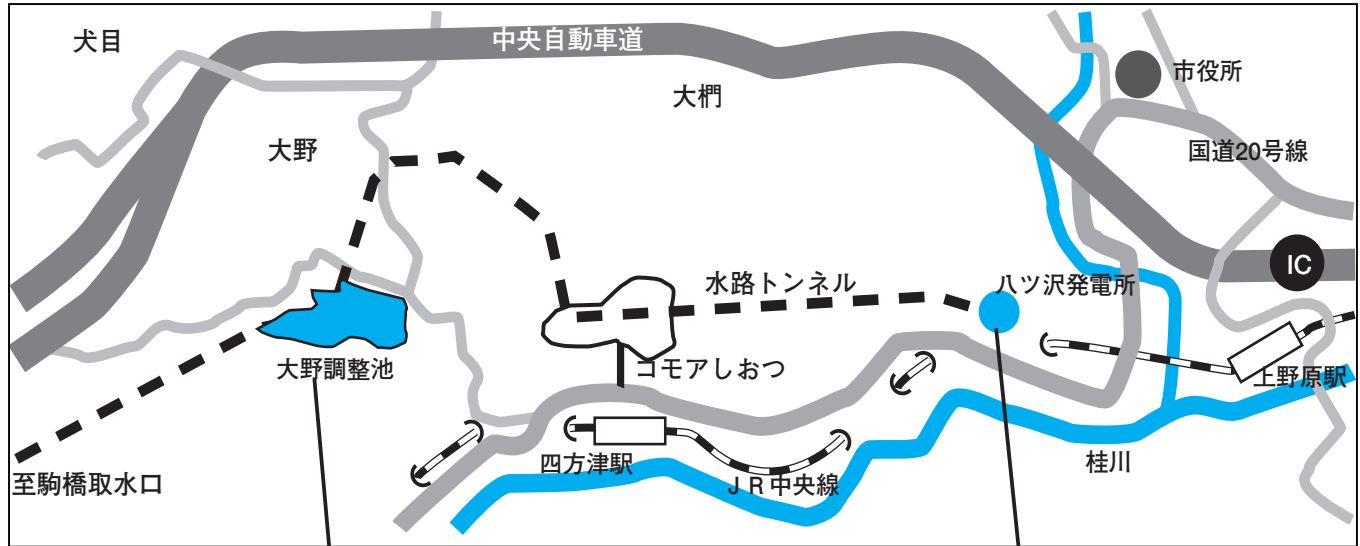 犬目
中央自動車道
市役所
大椚
大野
国道20号線
IC
水路トンネル
八ツ沢発電所
大野調整池
コモアしおつ
上野原駅
四方津駅
桂川
至駒橋取水口
ＪＲ中央線